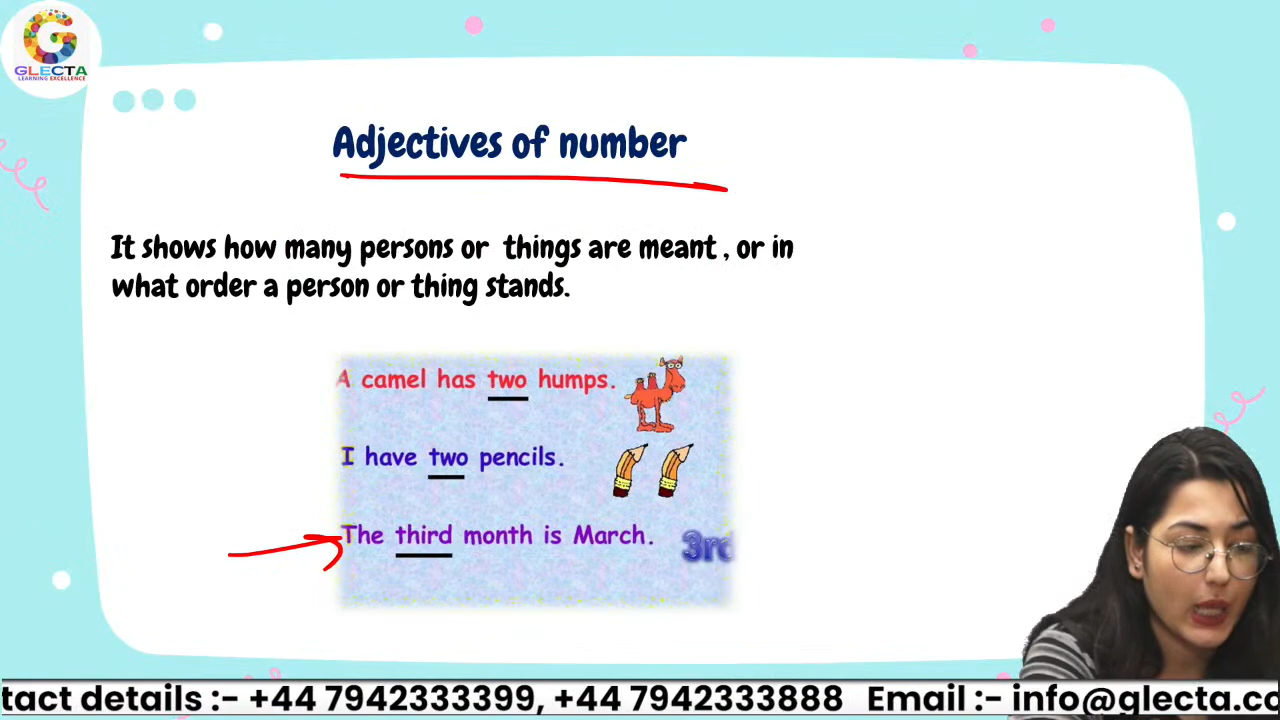 GLECTA
LEARNING EXCELLENCE
Adjectives of number
It shows how many persons or things are meant , or in
what order a person or thing stands.
A camel has two humps.
I have two pencils.
The third month is March.
3rd
tact details :- +44 7942333399, +44 7942333888 Email :- info@glecta.co